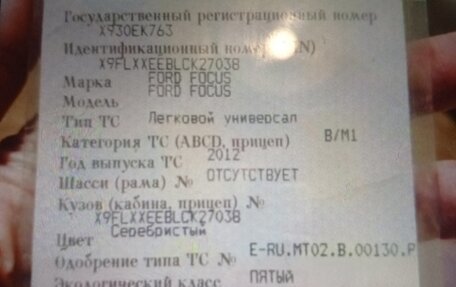 Государственный регистрационный номер
Х930ЕК763
Идентификационный номер (VIN)
X9FLXXEEBLCK27038
Марка FORD FOCUS
Модель FORD FOCUS
Тип ТС Легковой универсал
Категория ТС (ABCD, прицеп) B/M1
Год выпуска ТС 2012
Шасси (рама) № ОТСУТСТВУЕТ
Кузов (кабина, прицеп) №
X9FLXXEEBLCK27038
Цвет Серебристый
Одобрение типа ТС № E-RU.MT02.B.00130.P
Экологический класс ПЯТЫЙ